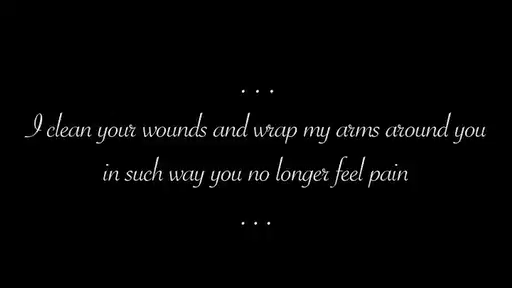 ...
I clean your wounds and wrap my arms around you
in such way you no longer feel pain
...